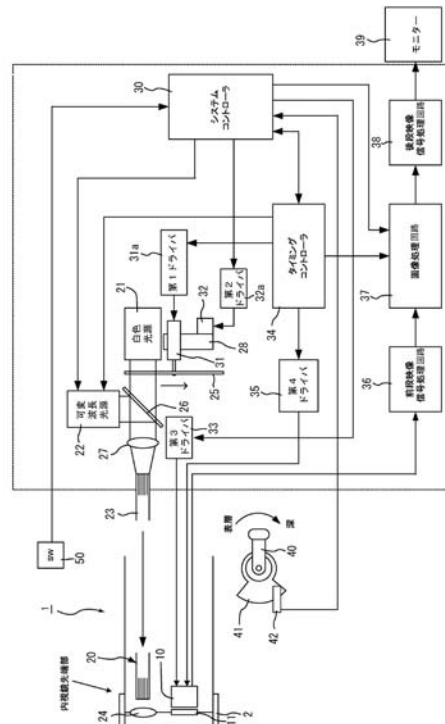 1
内視鏡先端部
20
24
10
11
2
SW
50
23
27
22
可変
波長
光源
21
白色
光源
26
25
31
28
32
31a
第1ドライバ
第2
ドライバ
32a
30
システム
コントローラ
34
タイミング
コントローラ
第3
ドライバ
33
35
第4
ドライバ
36
前段映像
信号処理回路
37
画像処理回路
38
後段映像
信号処理回路
39
モニター
表層
深
40
41
42